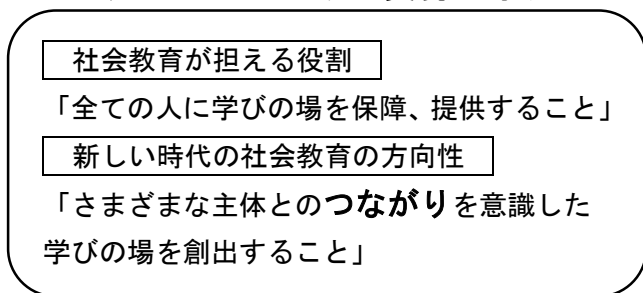 社会教育が担える役割
「全ての人に学びの場を保障、提供すること」
新しい時代の社会教育の方向性
「さまざまな主体とのつながりを意識した
学びの場を創出すること」